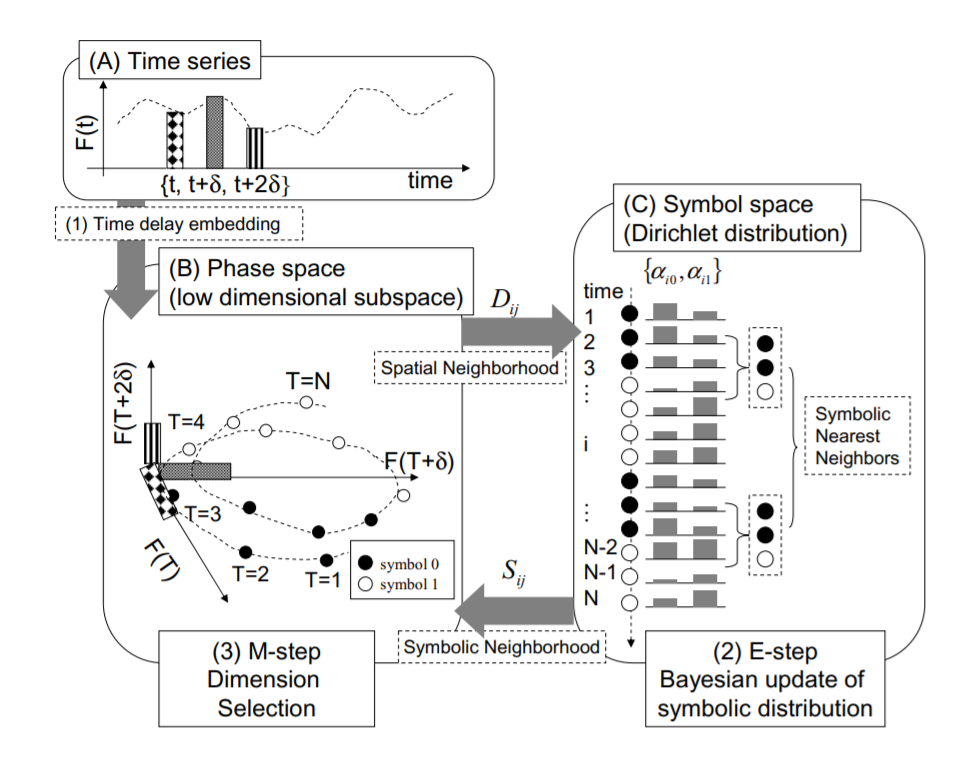 (A) Time series
F(t)
{t, t+δ, t+2δ}
time
(1) Time delay embedding
(B) Phase space
(low dimensional subspace)
F(T+2δ)
T=4
T=N
F(T+δ)
T=3
F(T)
T=2
T=1
symbol 0
symbol 1
(3) M-step
Dimension
Selection
D_{ij}
Spatial Neighborhood
S_{ij}
Symbolic Neighborhood
(C) Symbol space
(Dirichlet distribution)
{α_{i0}, α_{i1}}
time
1
2
3
⋮
i
⋮
N-2
N-1
N
Symbolic
Nearest
Neighbors
(2) E-step
Bayesian update of
symbolic distribution